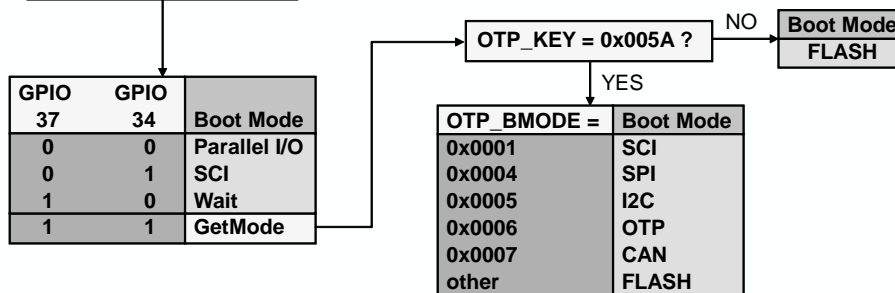 OTP_KEY = 0x005A ?
NO
Boot Mode
FLASH
YES
GPIO GPIO
37 34 Boot Mode
0 0 Parallel I/O
0 1 SCI
1 0 Wait
1 1 GetMode
OTP_BMODE = Boot Mode
0x0001 SCI
0x0004 SPI
0x0005 I2C
0x0006 OTP
0x0007 CAN
other FLASH